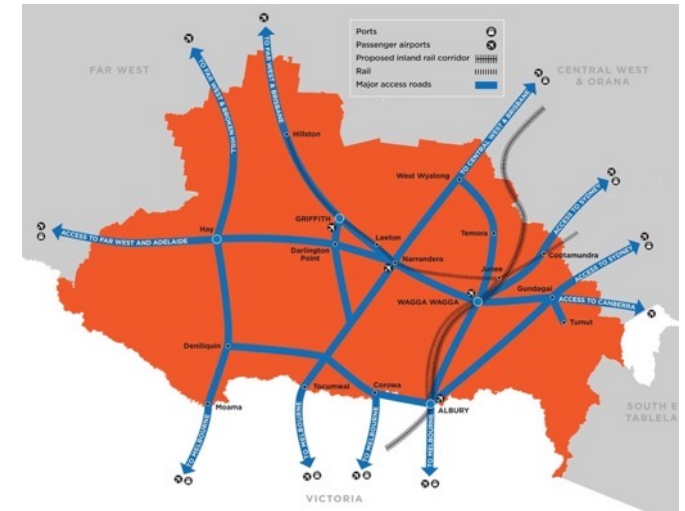 Ports
Passenger airports
Proposed inland rail corridor
Rail
Major access roads
FAR WEST
CENTRAL WEST
& ORANA
TO FAR WEST & BROKEN HILL
TO FAR WEST & BRISBANE
TO CENTRAL WEST & BRISBANE
Hillston
West Wyalong
ACCESS TO SYDNEY
GRIFFITH
Hay
Leeton
Temora
ACCESS TO FAR WEST AND ADELAIDE
Darlington
Point
Narrandera
Cootamundra
ACCESS TO SYDNEY
Junee
Gundagai
WAGGA WAGGA
ACCESS TO CANBERRA
Tumut
Deniliquin
Tocumwal
Corowa
Moama
ALBURY
SOUTH E
TABLELA
TO MELBOURNE
TO MELBOURNE
TO MELBOURNE
TO MELBOURNE
VICTORIA